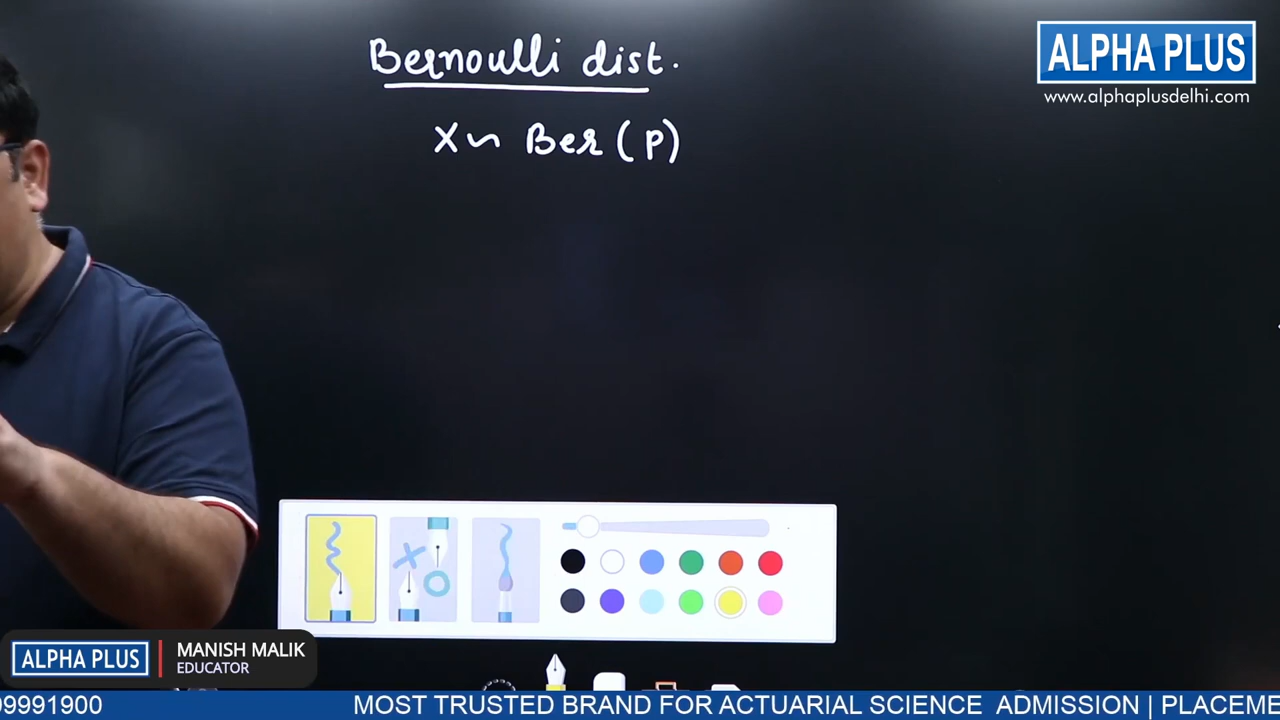 Bernoulli dist.
X ~ Ber (P)
ALPHA PLUS
www.alphaplusdelhi.com
ALPHA PLUS
MANISH MALIK
EDUCATOR
99991900 MOST TRUSTED BRAND FOR ACTUARIAL SCIENCE ADMISSION | PLACEME